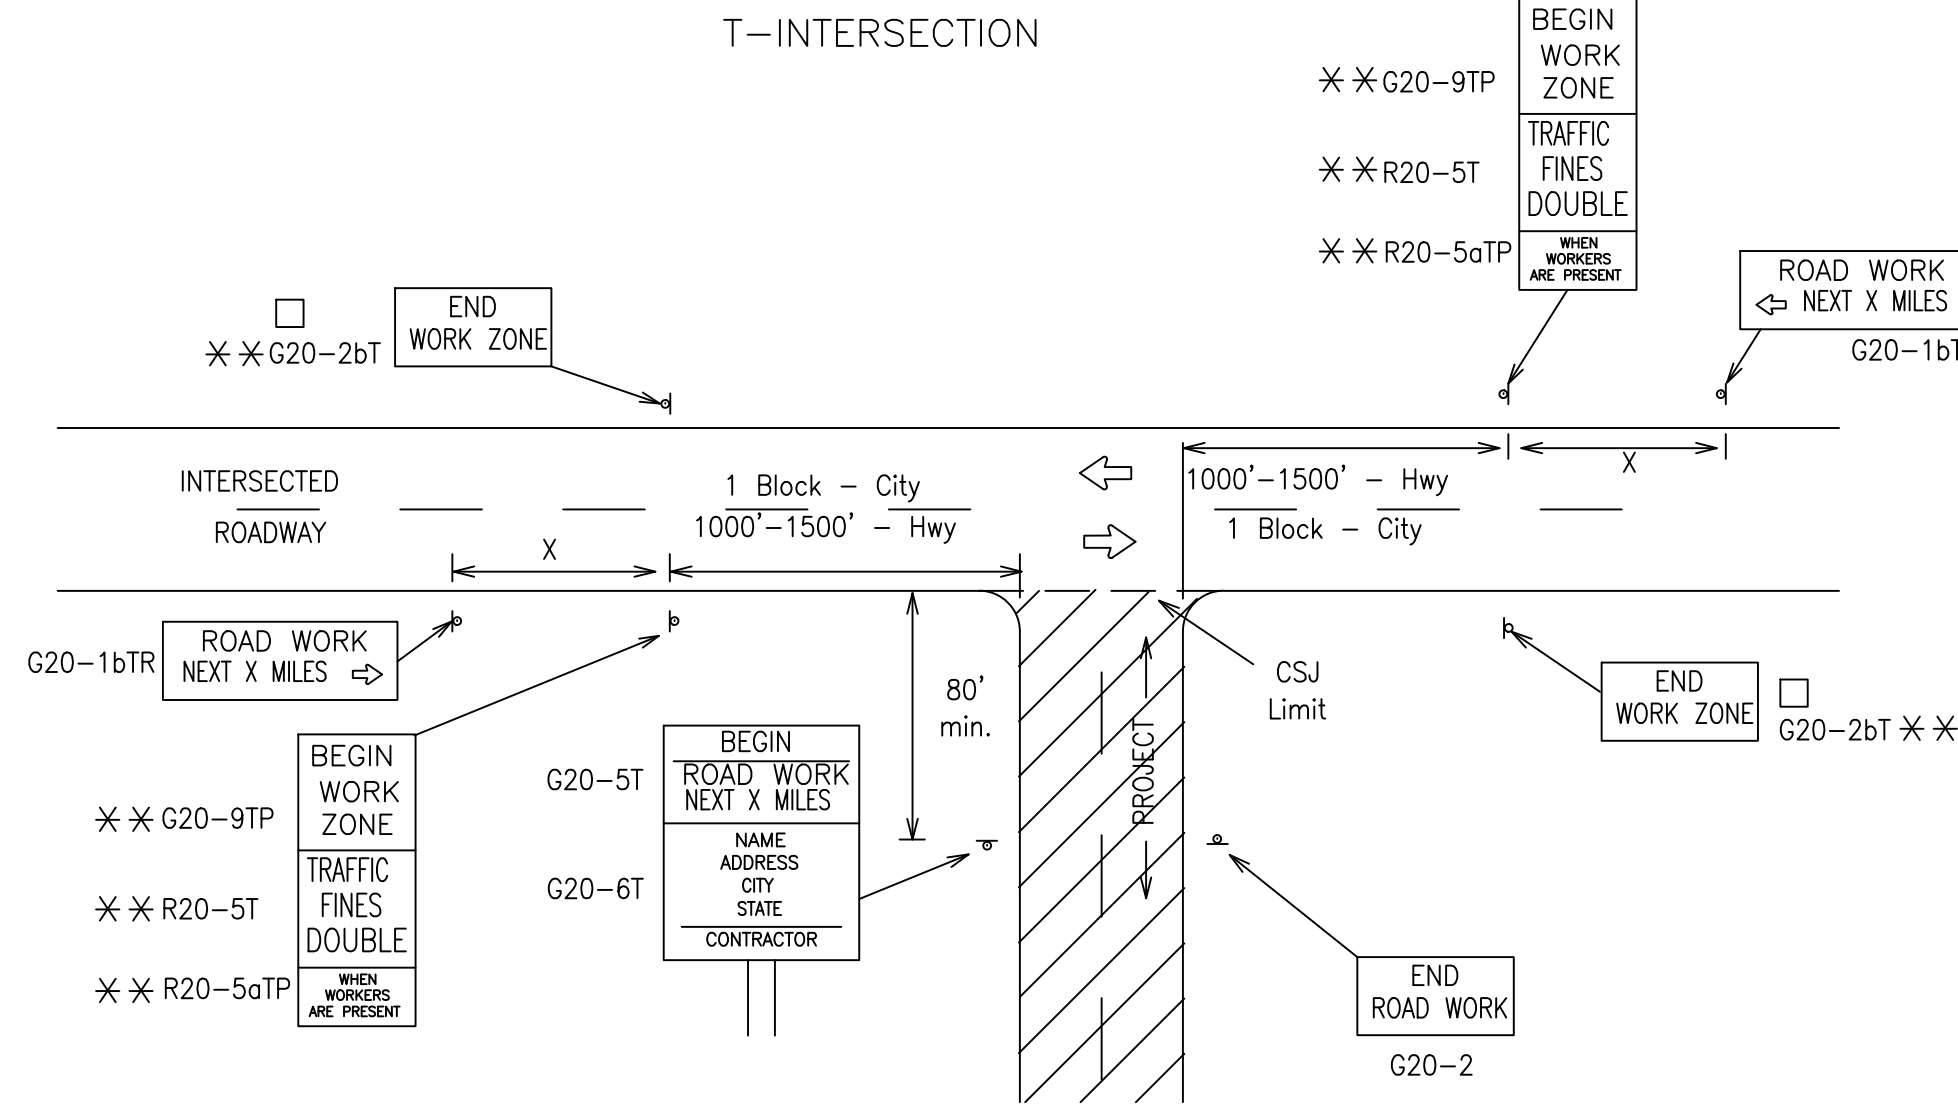 T-INTERSECTION
BEGIN
WORK
ZONE
✳ ✳ G20-9TP
TRAFFIC
FINES
DOUBLE
✳ ✳ R20-5T
WHEN
WORKERS
ARE PRESENT
✳ ✳ R20-5aTP
ROAD WORK
⇦ NEXT X MILES
G20-1bT
END
WORK ZONE
□
✳ ✳ G20-2bT
INTERSECTED
ROADWAY
X
1 Block - City
1000'-1500' - Hwy
1000'-1500' - Hwy
1 Block - City
X
G20-1bTR
ROAD WORK
NEXT X MILES ⇨
80'
min.
CSJ
Limit
PROJECT
END
WORK ZONE
□
G20-2bT ✳ ✳
BEGIN
WORK
ZONE
✳ ✳ G20-9TP
TRAFFIC
FINES
DOUBLE
✳ ✳ R20-5T
WHEN
WORKERS
ARE PRESENT
✳ ✳ R20-5aTP
G20-5T
BEGIN
ROAD WORK
NEXT X MILES
G20-6T
NAME
ADDRESS
CITY
STATE
CONTRACTOR
END
ROAD WORK
G20-2